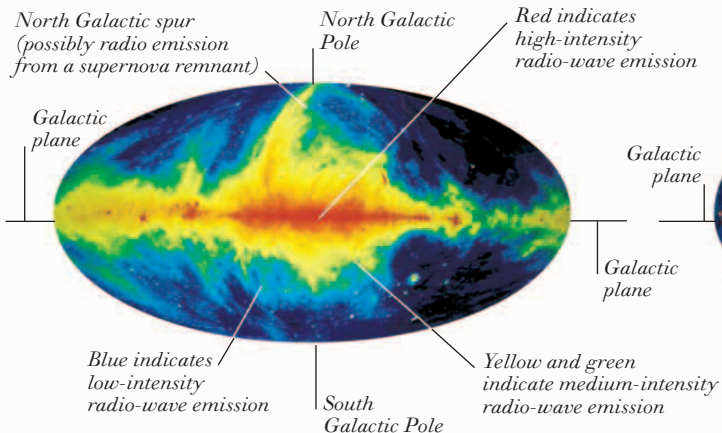 North Galactic spur
(possibly radio emission
from a supernova remnant)
North Galactic
Pole
Red indicates
high-intensity
radio-wave emission
Galactic
plane
Galactic
plane
Galactic
plane
Blue indicates
low-intensity
radio-wave emission
South
Galactic Pole
Yellow and green
indicate medium-intensity
radio-wave emission